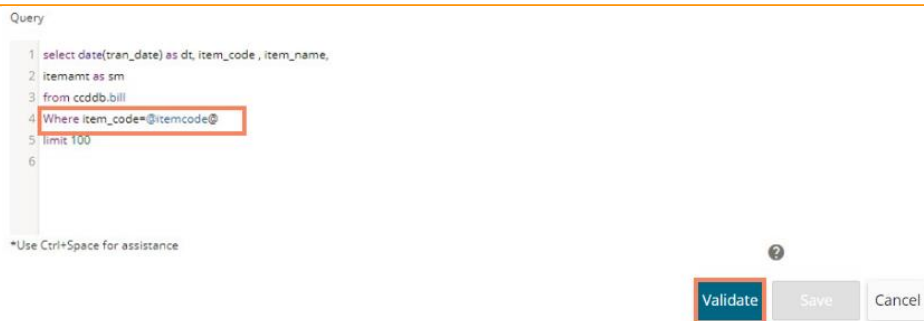 Query
1 select date(tran_date) as dt, item_code , item_name,
2 itemamt as sm
3 from ccddb.bill
4 Where item_code=@itemcode@
5 limit 100
6
*Use Ctrl+Space for assistance
?
Validate Save Cancel